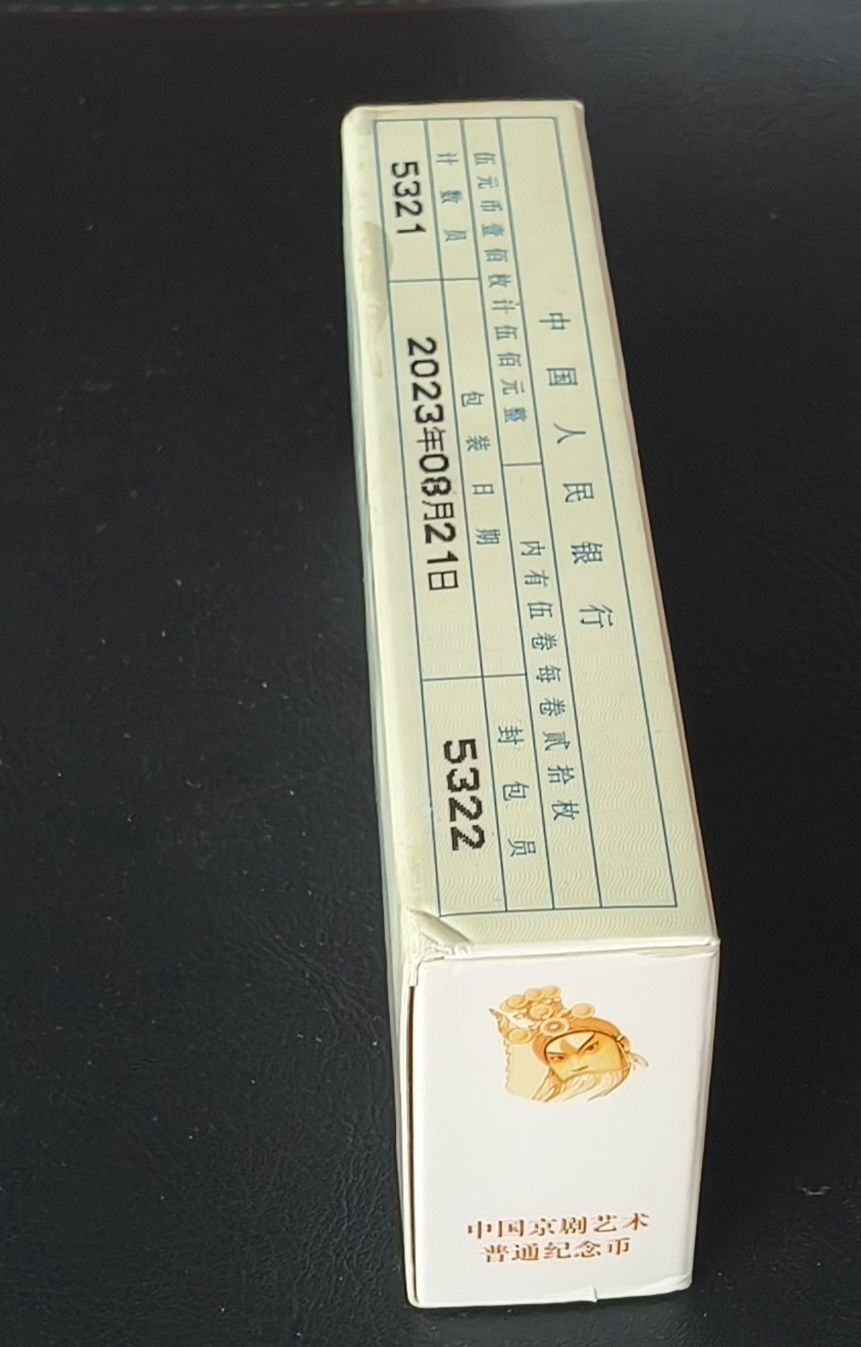 中国人民银行
伍元币壹佰枚计伍佰元整
内有伍卷每卷贰拾枚
计数员
包装日期
封包员
5321
2023年08月21日
5322
中国京剧艺术
普通纪念币